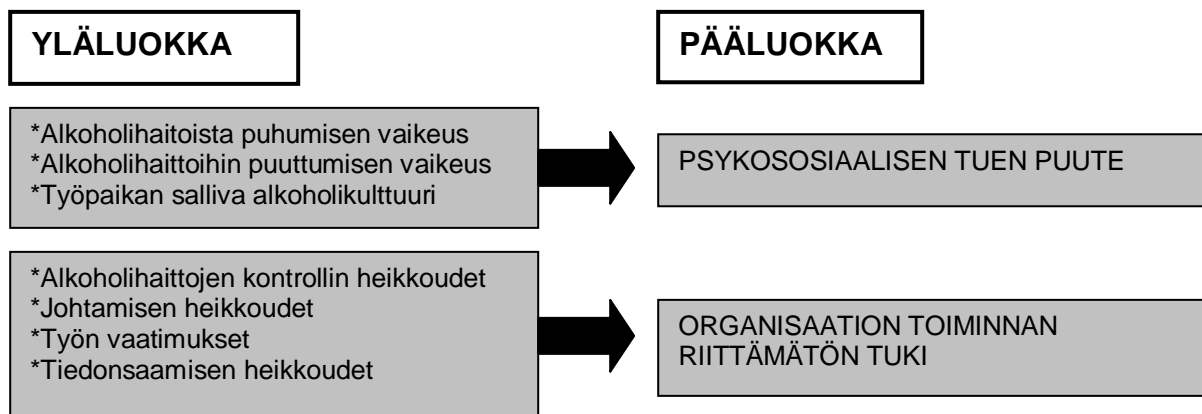 YLÄLUOKKA
PÄÄLUOKKA
*Alkoholihaitoista puhumisen vaikeus
*Alkoholihaittoihin puuttumisen vaikeus
*Työpaikan salliva alkoholikulttuuri
PSYKOSOSIAALISEN TUEN PUUTE
*Alkoholihaittojen kontrollin heikkoudet
*Johtamisen heikkoudet
*Työn vaatimukset
*Tiedonsaamisen heikkoudet
ORGANISAATION TOIMINNAN
RIITTÄMÄTÖN TUKI